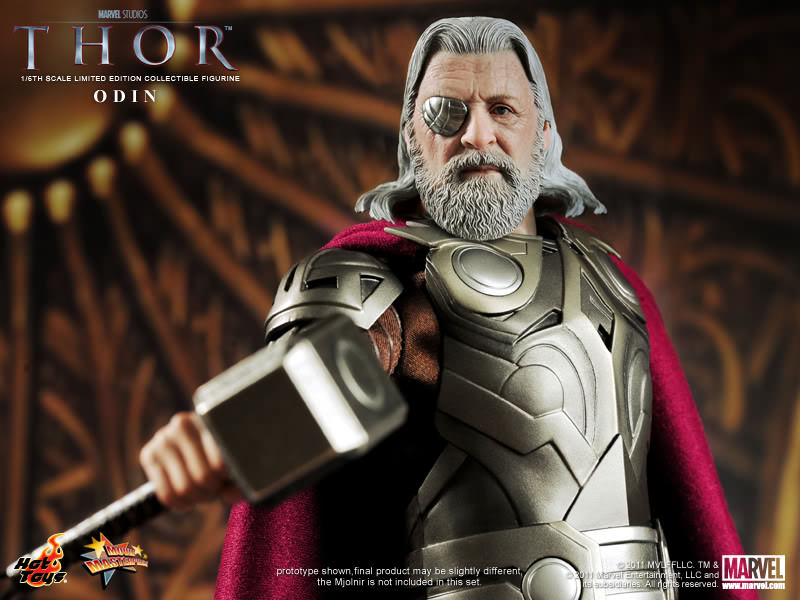 MARVEL STUDIOS
THOR™
1/6TH SCALE LIMITED EDITION COLLECTIBLE FIGURINE
ODIN
Hot Toys
MOVIE MASTERPIECE
prototype shown,final product may be slightly different,
the Mjolnir is not included in this set.
© 2011 MVLFFLLC. TM &
© 2011 Marvel Entertainment, LLC and
its subsidiaries. All rights reserved.
MARVEL
www.marvel.com